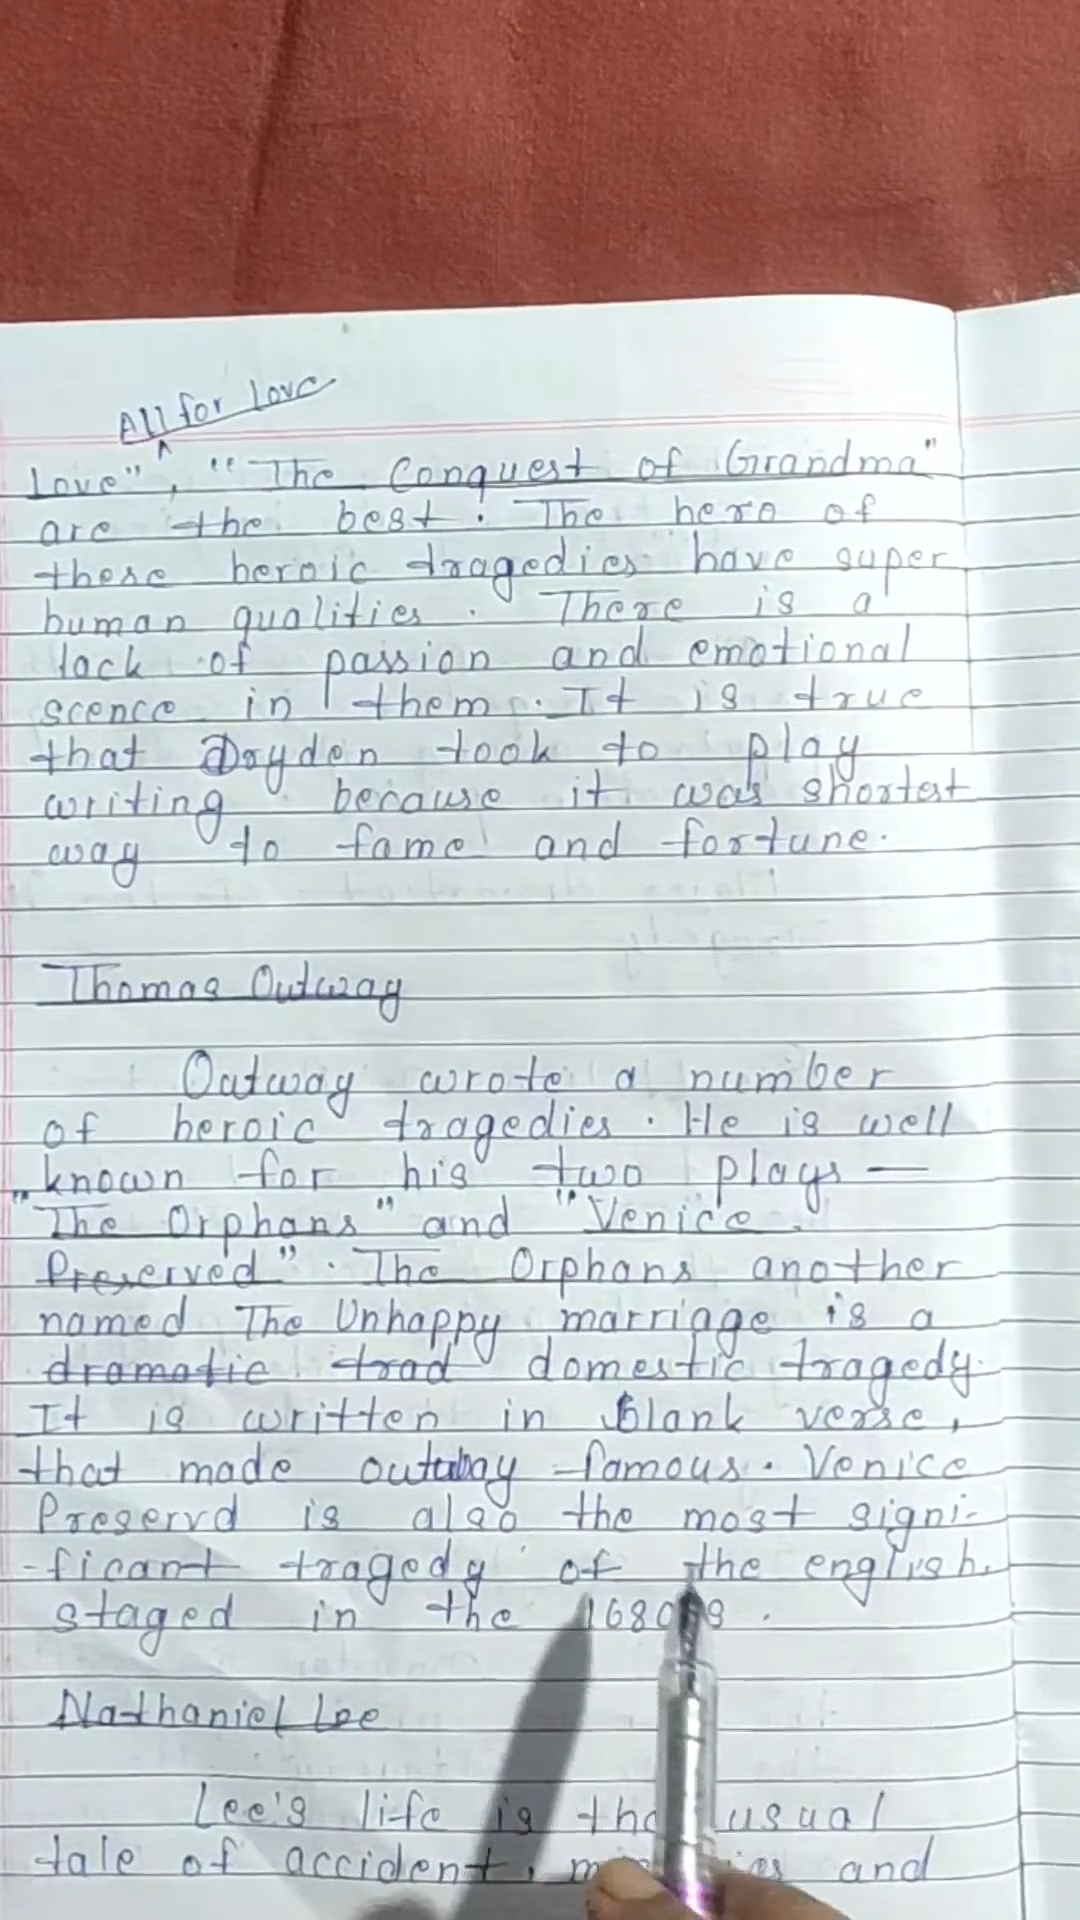 All for Love
Love", "The Conquest of Grandma"
are the best. The hero of
these heroic tragedies have super
human qualities. There is a
lack of passion and emotional
scence in them. It is true
that Dryden took to play
writing because it was shortest
way to fame and fortune.
Thomas Outway
Outway wrote a number
of heroic tragedies. He is well
known for his two plays —
"The Orphans" and "Venice
Preserved". The Orphans another
named The Unhappy marriage is a
dramatic trad domestic tragedy.
It is written in blank verse,
that made outway famous. Venice
Preservd is also the most signi-
-ficant tragedy of the english.
staged in the
Nathaniel Lee
Lee's life is the usual
tale of accident, and